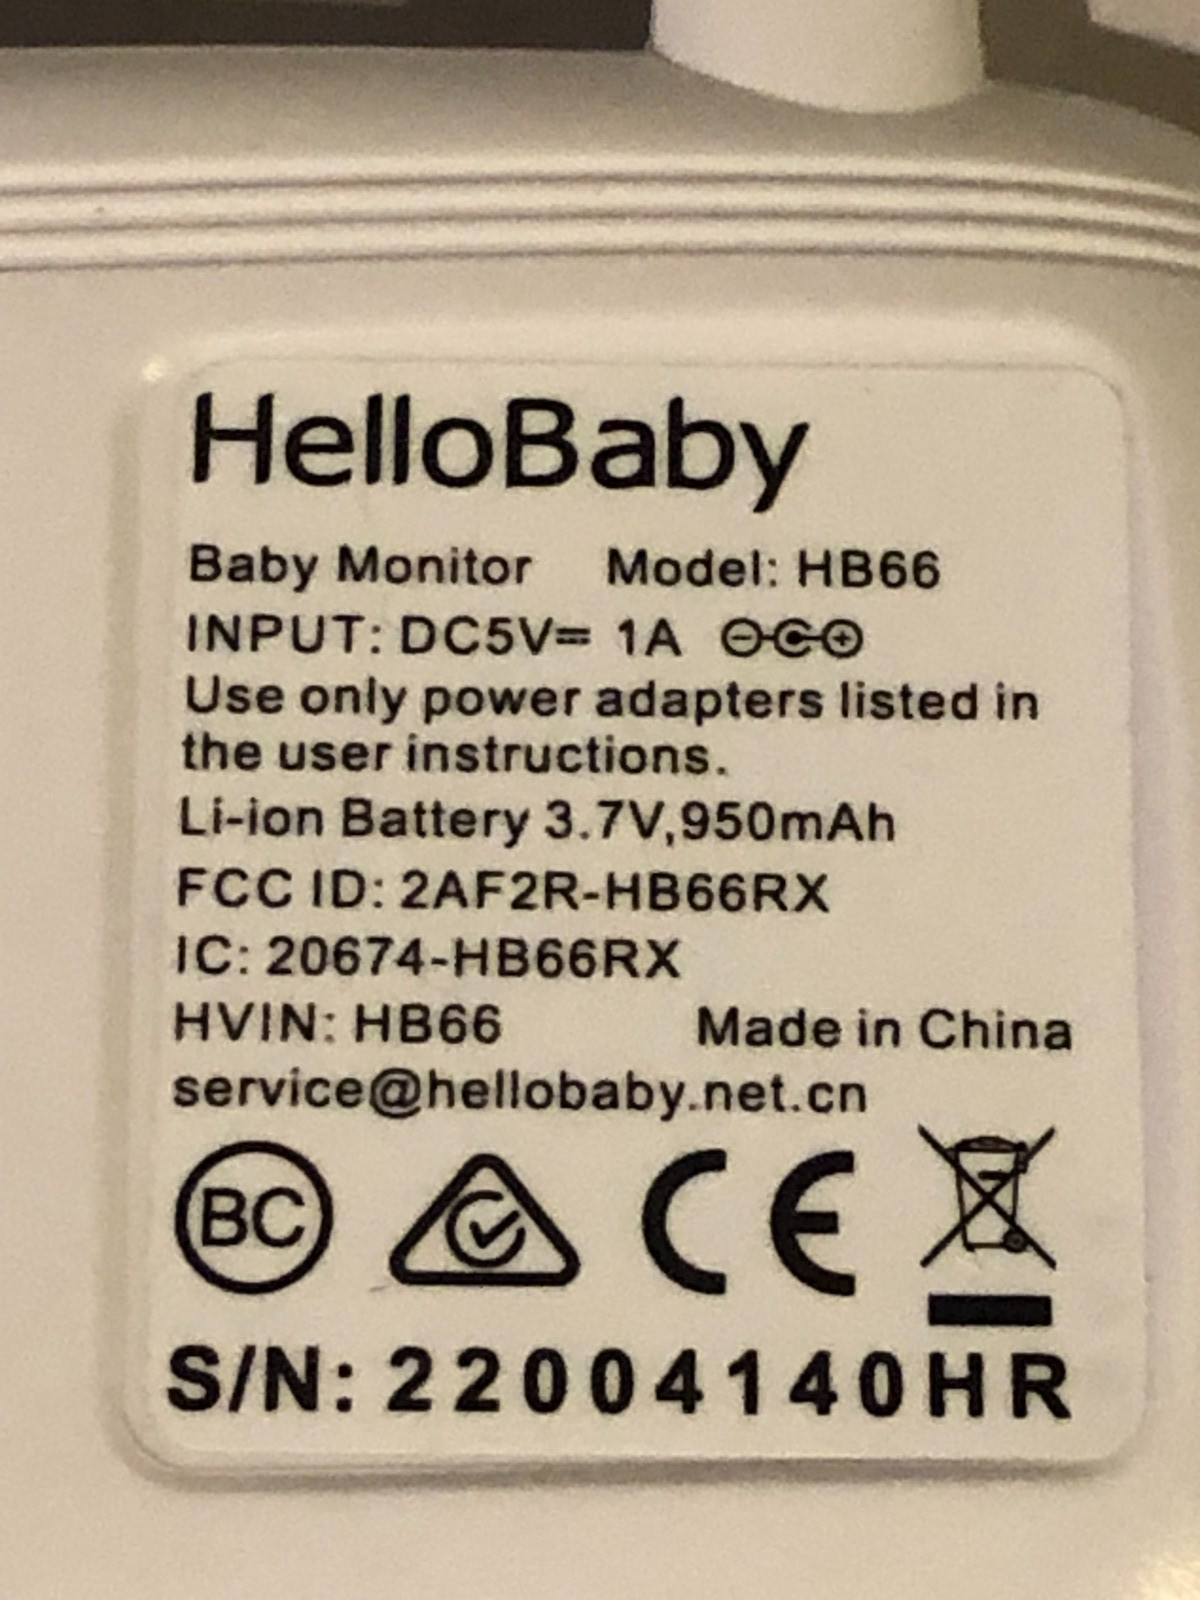 HelloBaby
Baby Monitor Model: HB66
INPUT: DC5V⎓ 1A
Use only power adapters listed in
the user instructions.
Li-ion Battery 3.7V,950mAh
FCC ID: 2AF2R-HB66RX
IC: 20674-HB66RX
HVIN: HB66 Made in China
service@hellobaby.net.cn
BC CE
S/N: 22004140HR